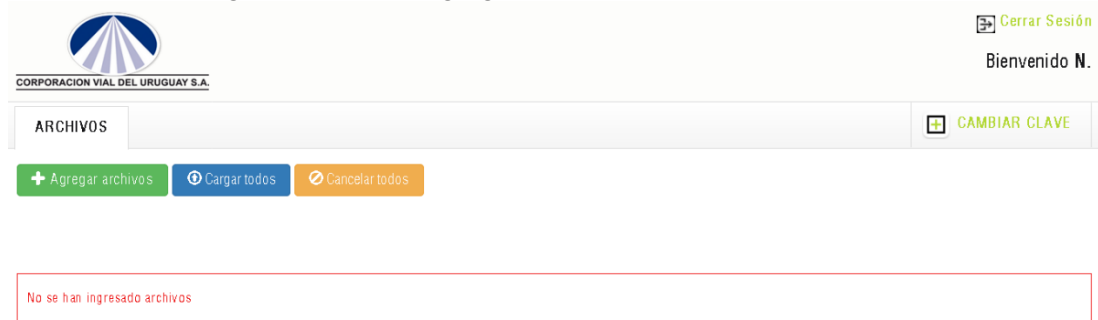 Cerrar Sesión
Bienvenido N.
CORPORACION VIAL DEL URUGUAY S.A.
ARCHIVOS
CAMBIAR CLAVE
Agregar archivos
Cargar todos
Cancelar todos
No se han ingresado archivos